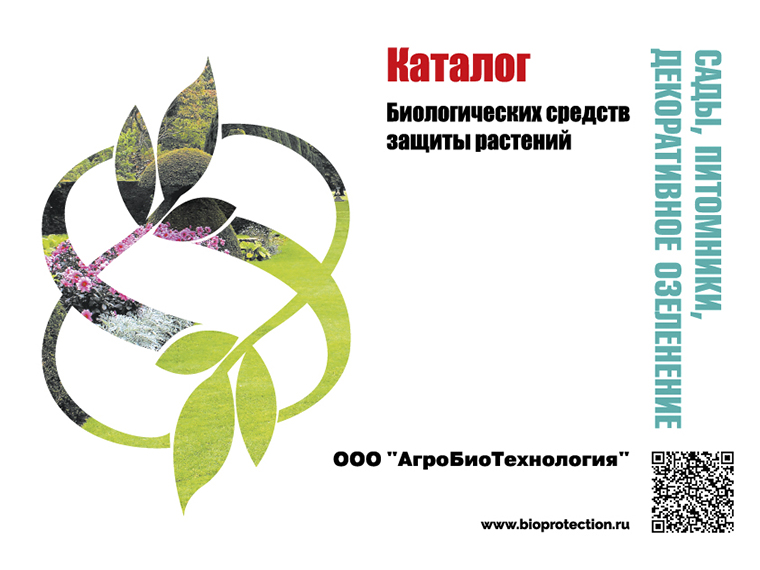 Каталог
Биологических средств
защиты растений
САДЫ, ПИТОМНИКИ,
ДЕКОРАТИВНОЕ ОЗЕЛЕНЕНИЕ
ООО "АгроБиоТехнология"
www.bioprotection.ru